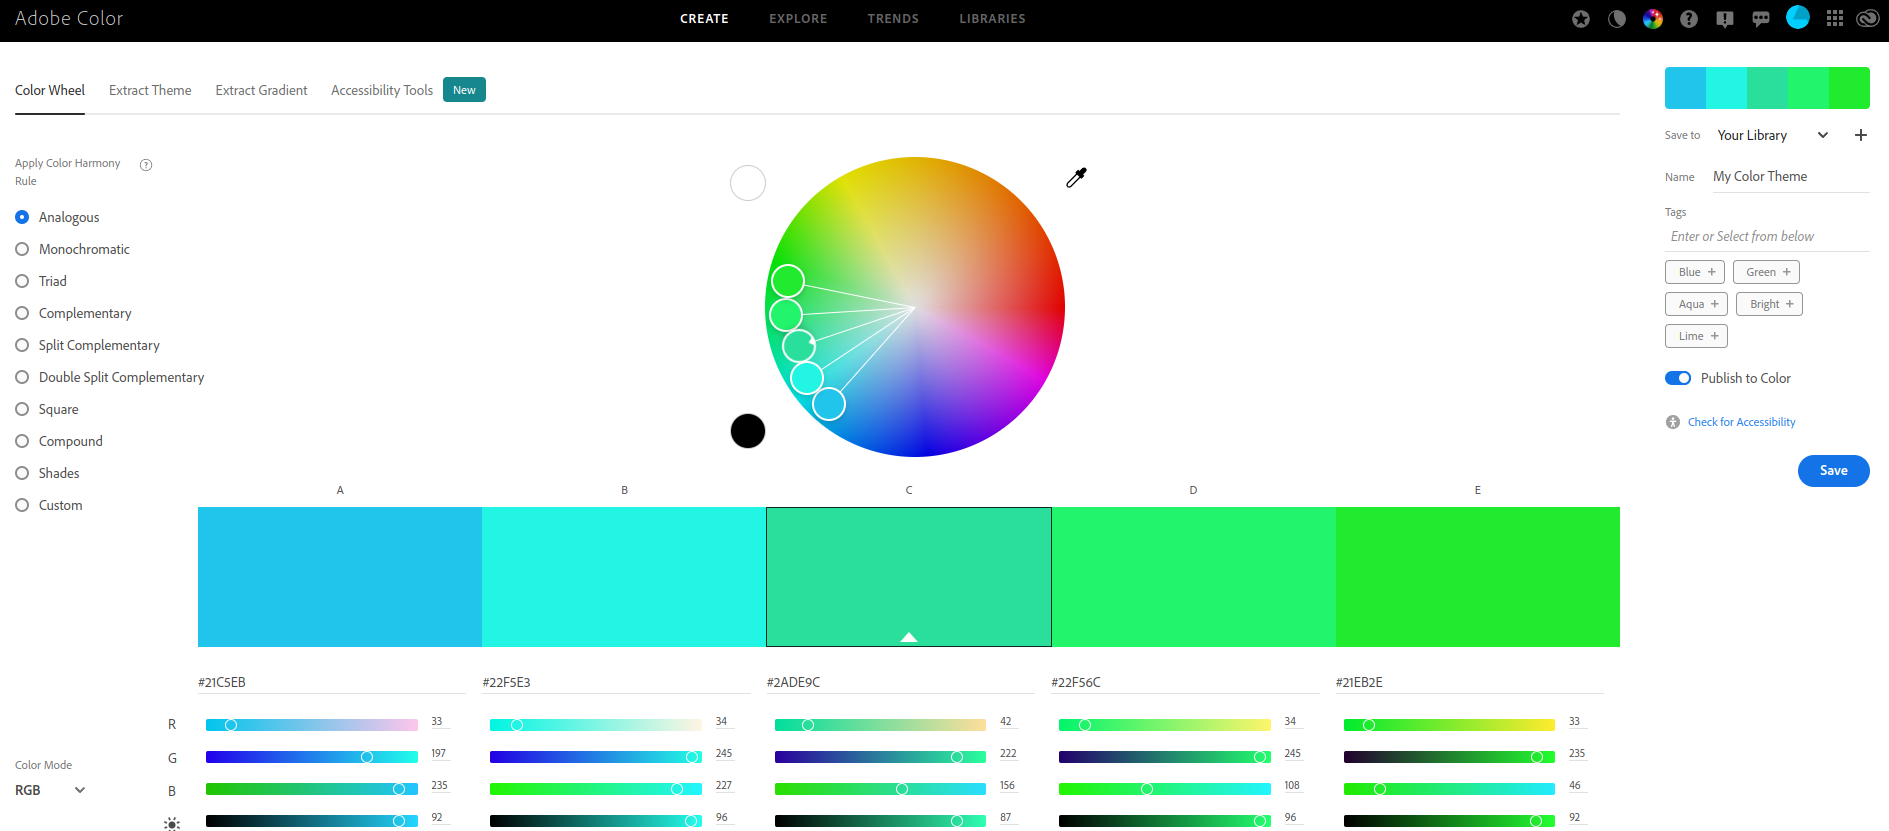 Adobe Color
CREATE EXPLORE TRENDS LIBRARIES
Color Wheel Extract Theme Extract Gradient Accessibility Tools New
Apply Color Harmony
Rule
?
Analogous
Monochromatic
Triad
Complementary
Split Complementary
Double Split Complementary
Square
Compound
Shades
Custom
Color Mode
RGB
A B C D E
#21C5EB #22F5E3 #2ADE9C #22F56C #21EB2E
R 33 34 42 34 33
G 197 245 222 245 235
B 235 227 156 108 46
92 96 87 96 92
Save to Your Library +
Name My Color Theme
Tags
Enter or Select from below
Blue + Green +
Aqua + Bright +
Lime +
Publish to Color
Check for Accessibility
Save